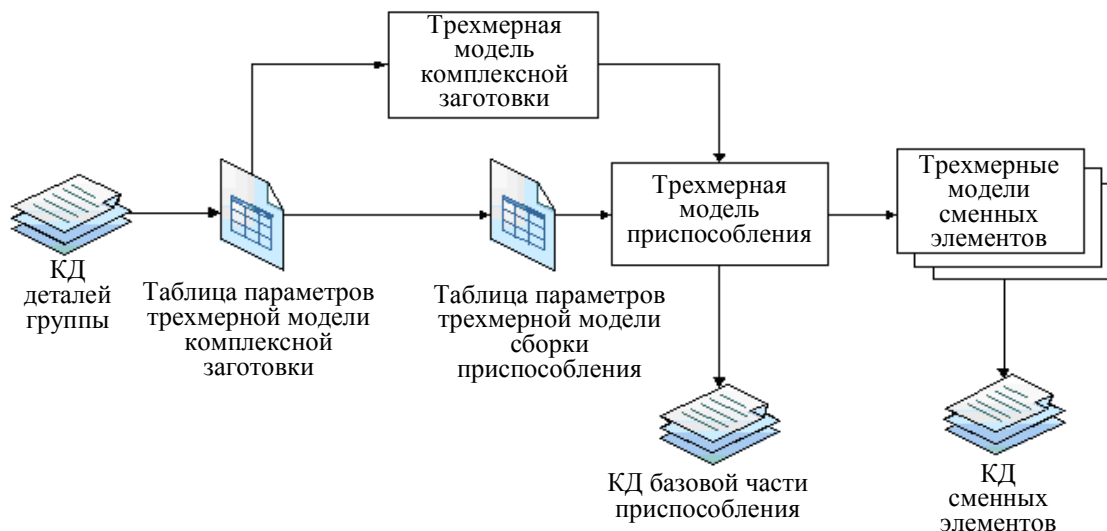 Трехмерная
модель
комплексной
заготовки
Трехмерная
модель
приспособления
Трехмерные
модели
сменных
элементов
КД
деталей
группы
Таблица параметров
трехмерной модели
комплексной
заготовки
Таблица параметров
трехмерной модели
сборки
приспособления
КД базовой части
приспособления
КД
сменных
элементов